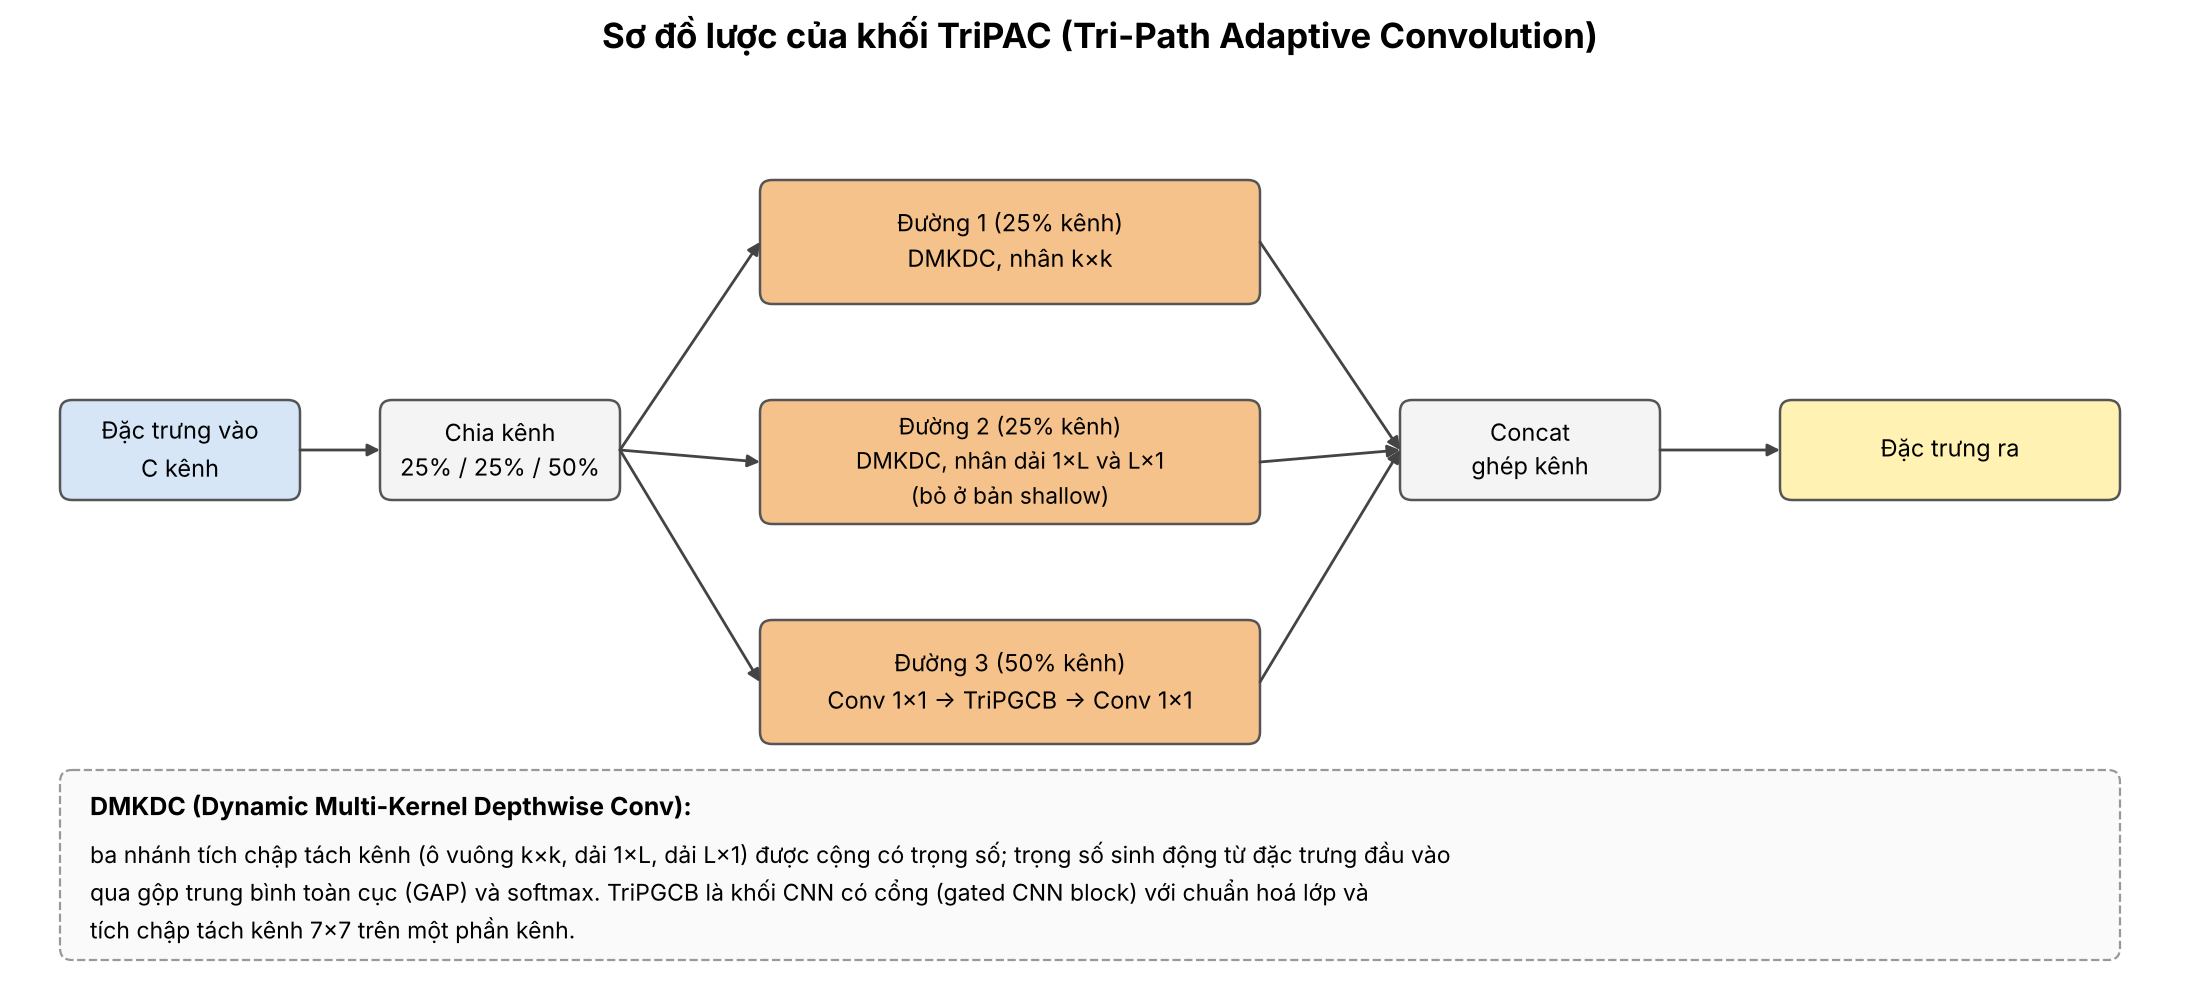 Sơ đồ lược của khối TriPAC (Tri-Path Adaptive Convolution)
Đặc trưng vào
C kênh
Chia kênh
25% / 25% / 50%
Đường 1 (25% kênh)
DMKDC, nhân k×k
Đường 2 (25% kênh)
DMKDC, nhân dải 1×L và L×1
(bỏ ở bản shallow)
Đường 3 (50% kênh)
Conv 1×1 → TriPGCB → Conv 1×1
Concat
ghép kênh
Đặc trưng ra
DMKDC (Dynamic Multi-Kernel Depthwise Conv):
ba nhánh tích chập tách kênh (ô vuông k×k, dải 1×L, dải L×1) được cộng có trọng số; trọng số sinh động từ đặc trưng đầu vào
qua gộp trung bình toàn cục (GAP) và softmax. TriPGCB là khối CNN có cổng (gated CNN block) với chuẩn hoá lớp và
tích chập tách kênh 7×7 trên một phần kênh.